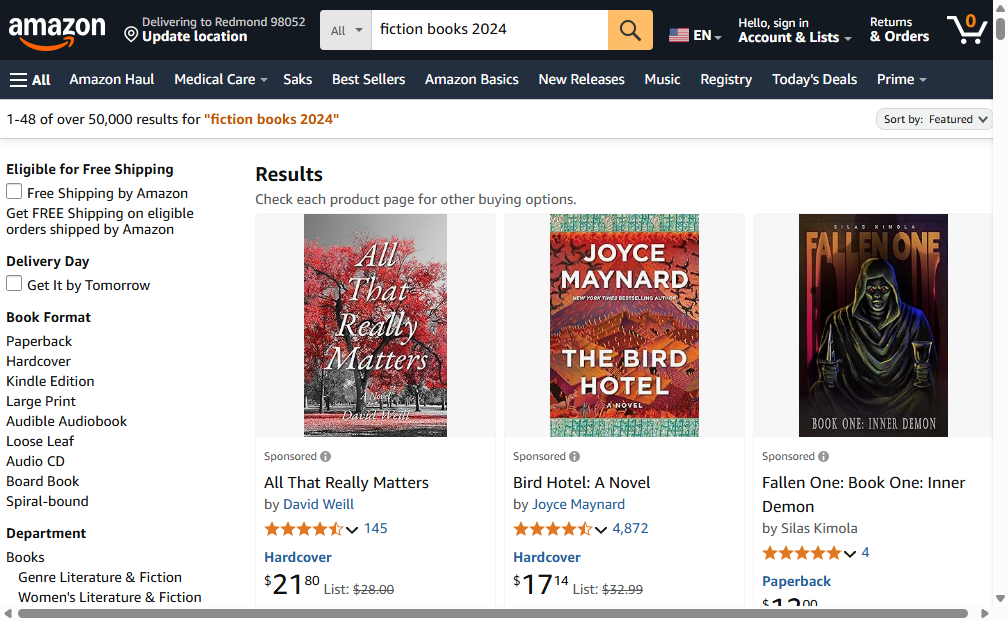 amazon
Delivering to Redmond 98052
Update location
All
fiction books 2024
EN
Hello, sign in
Account & Lists
Returns
& Orders
0
All
Amazon Haul
Medical Care
Saks
Best Sellers
Amazon Basics
New Releases
Music
Registry
Today's Deals
Prime
1-48 of over 50,000 results for "fiction books 2024"
Sort by: Featured
Eligible for Free Shipping
Free Shipping by Amazon
Get FREE Shipping on eligible
orders shipped by Amazon
Delivery Day
Get It by Tomorrow
Book Format
Paperback
Hardcover
Kindle Edition
Large Print
Audible Audiobook
Loose Leaf
Audio CD
Board Book
Spiral-bound
Department
Books
Genre Literature & Fiction
Women's Literature & Fiction
Results
Check each product page for other buying options.
All
That
Really
Matters
A Novel
David Weill
Sponsored
All That Really Matters
by David Weill
145
Hardcover
$21 80 List: $28.00
JOYCE
MAYNARD
NEW YORK TIMES BESTSELLING AUTHOR
THE BIRD
HOTEL
A NOVEL
Sponsored
Bird Hotel: A Novel
by Joyce Maynard
4,872
Hardcover
$17 14 List: $32.99
SILAS KIMOLA
FALLEN ONE
BOOK ONE: INNER DEMON
Sponsored
Fallen One: Book One: Inner
Demon
by Silas Kimola
4
Paperback
$12 00